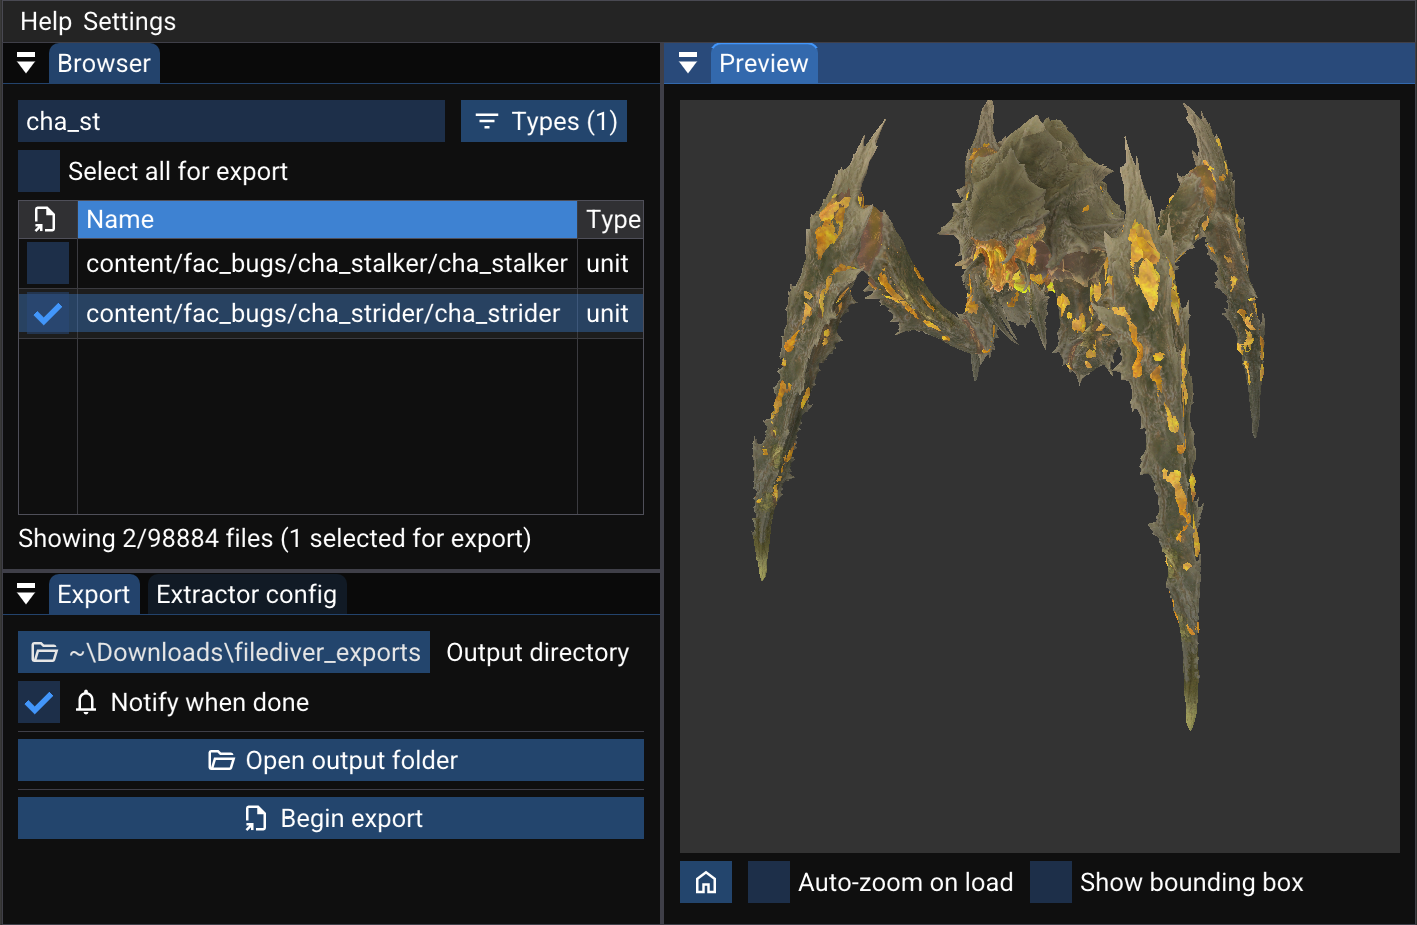 Help Settings
Browser
cha_st
Types (1)
Select all for export
Name Type
content/fac_bugs/cha_stalker/cha_stalker unit
content/fac_bugs/cha_strider/cha_strider unit
Showing 2/98884 files (1 selected for export)
Export Extractor config
~\Downloads\filediver_exports Output directory
Notify when done
Open output folder
Begin export
Preview
Auto-zoom on load Show bounding box